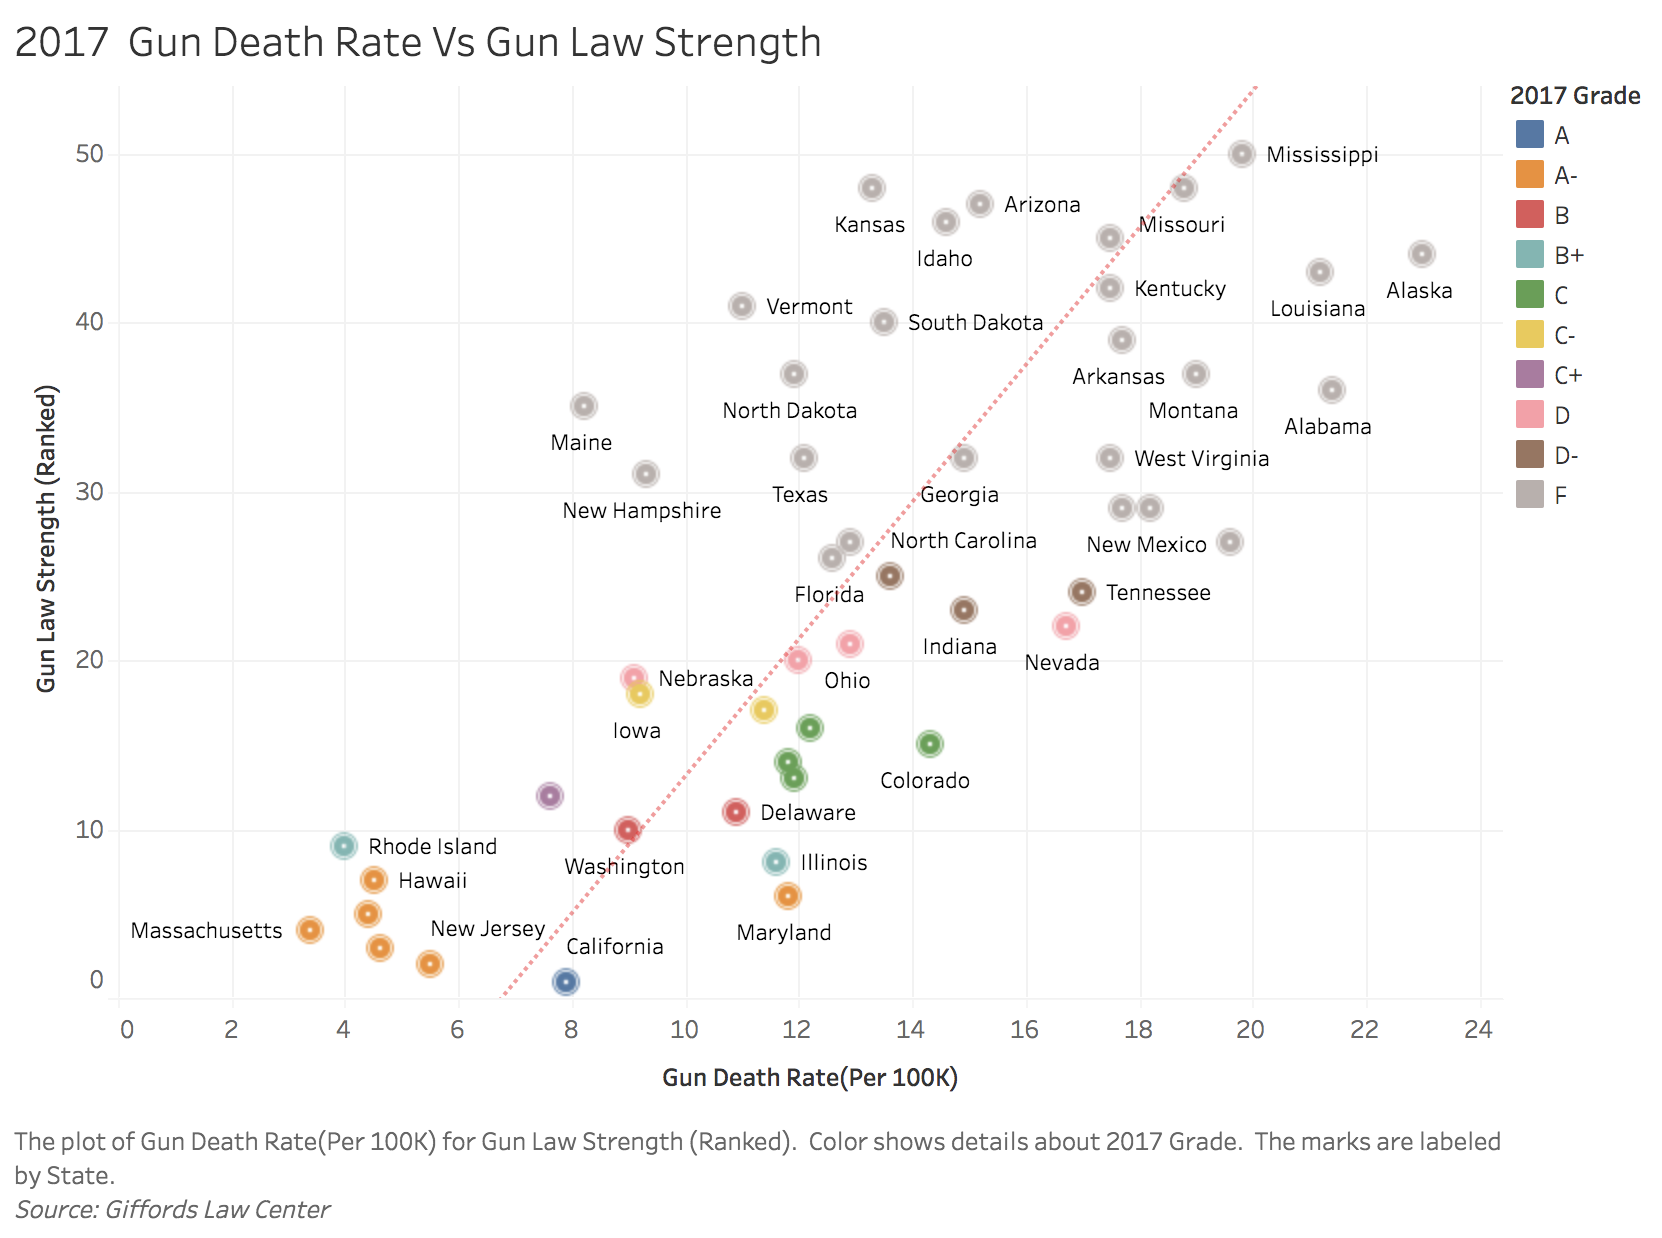 2017 Gun Death Rate Vs Gun Law Strength
2017 Grade
A
A-
B
B+
C
C-
C+
D
D-
F
Gun Law Strength (Ranked)
50
40
30
20
10
0
Mississippi
Kansas
Arizona
Missouri
Idaho
Kentucky
Louisiana
Alaska
Vermont
South Dakota
Arkansas
Montana
Alabama
North Dakota
Maine
West Virginia
Texas
Georgia
New Hampshire
North Carolina
New Mexico
Florida
Tennessee
Indiana
Nevada
Nebraska
Ohio
Iowa
Colorado
Delaware
Rhode Island
Washington
Illinois
Hawaii
Massachusetts
New Jersey
California
Maryland
0 2 4 6 8 10 12 14 16 18 20 22 24
Gun Death Rate(Per 100K)
The plot of Gun Death Rate(Per 100K) for Gun Law Strength (Ranked). Color shows details about 2017 Grade. The marks are labeled
by State.
Source: Giffords Law Center